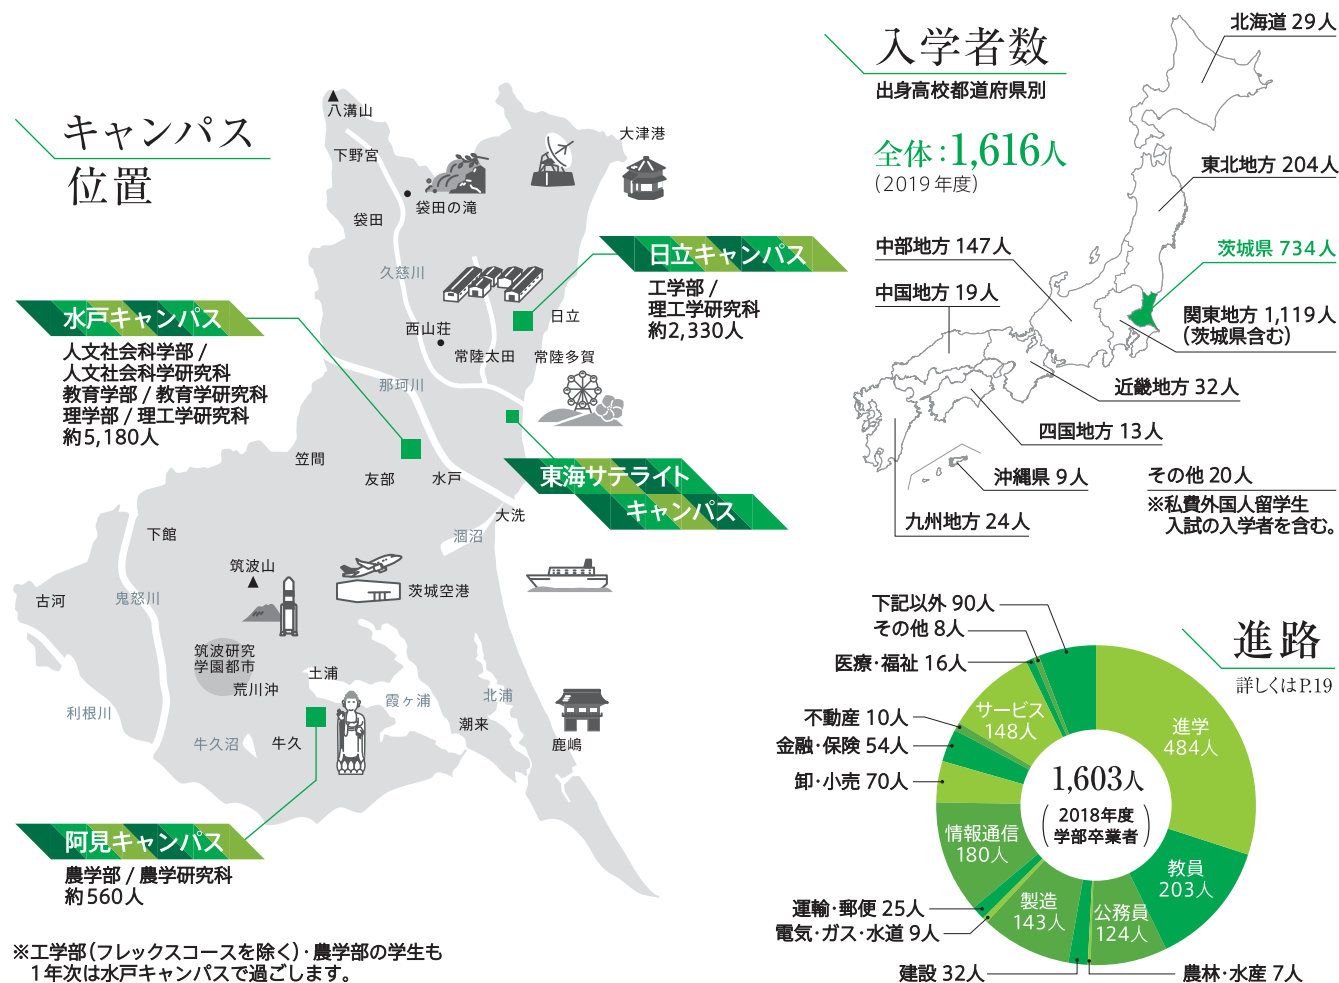 キャンパス
位置
八溝山
下野宮
袋田
袋田の滝
大津港
久慈川
日立キャンパス
工学部 /
理工学研究科
約2,330人
水戸キャンパス
人文社会科学部 /
人文社会科学研究科
教育学部 / 教育学研究科
理学部 / 理工学研究科
約5,180人
西山荘
日立
常陸太田
常陸多賀
那珂川
笠間
友部
水戸
東海サテライト
キャンパス
大洗
涸沼
下館
筑波山
茨城空港
古河
鬼怒川
筑波研究
学園都市
荒川沖
土浦
霞ヶ浦
北浦
潮来
鹿嶋
利根川
牛久沼
牛久
阿見キャンパス
農学部 / 農学研究科
約560人
※工学部(フレックスコースを除く)・農学部の学生も
1年次は水戸キャンパスで過ごします。
入学者数
出身高校都道府県別
全体:1,616人
(2019年度)
北海道 29人
東北地方 204人
中部地方 147人
茨城県 734人
中国地方 19人
関東地方 1,119人
(茨城県含む)
近畿地方 32人
四国地方 13人
沖縄県 9人
九州地方 24人
その他 20人
※私費外国人留学生
入試の入学者を含む。
進路
詳しくはP.19
下記以外 90人
その他 8人
医療・福祉 16人
サービス
148人
不動産 10人
金融・保険 54人
卸・小売 70人
情報通信
180人
運輸・郵便 25人
電気・ガス・水道 9人
製造
143人
建設 32人
農林・水産 7人
公務員
124人
教員
203人
進学
484人
1,603人
(2018年度
学部卒業者)